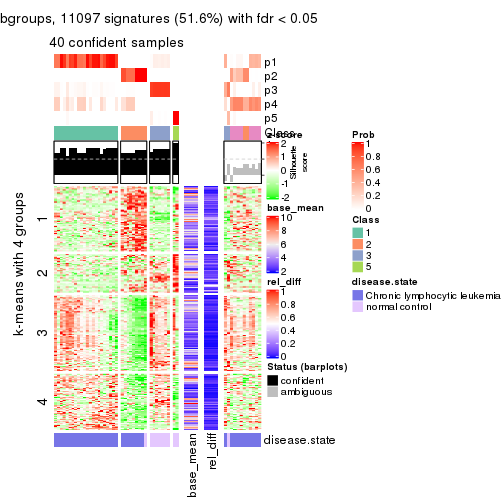 bgroups, 11097 signatures (51.6%) with fdr < 0.05
40 confident samples
p1
p2
p3
p4
p5
Class
z-score
2
1
0
-1
-2
Silhouette
score
Prob
1
0.8
0.6
0.4
0.2
0
base_mean
10
8
6
4
2
Class
1
2
3
5
rel_diff
1
0.8
0.6
0.4
0.2
0
disease.state
Chronic lymphocytic leukemia
normal control
Status (barplots)
confident
ambiguous
k-means with 4 groups
1
2
3
4
disease.state
base_mean
rel_diff